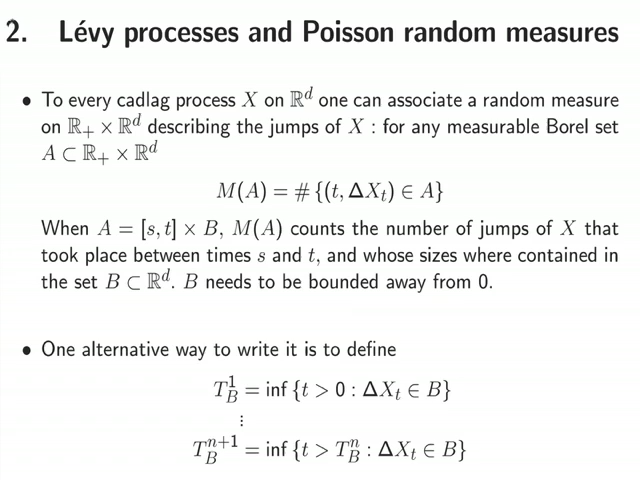 2. Lévy processes and Poisson random measures
• To every cadlag process X on ℝ^d one can associate a random measure
on ℝ₊ × ℝ^d describing the jumps of X : for any measurable Borel set
A ⊂ ℝ₊ × ℝ^d
M(A) = # {(t, ΔX_t) ∈ A}
When A = [s, t] × B, M(A) counts the number of jumps of X that
took place between times s and t, and whose sizes where contained in
the set B ⊂ ℝ^d. B needs to be bounded away from 0.
• One alternative way to write it is to define
T_B^1 = inf {t > 0 : ΔX_t ∈ B}
⋮
T_B^{n+1} = inf {t > T_B^n : ΔX_t ∈ B}